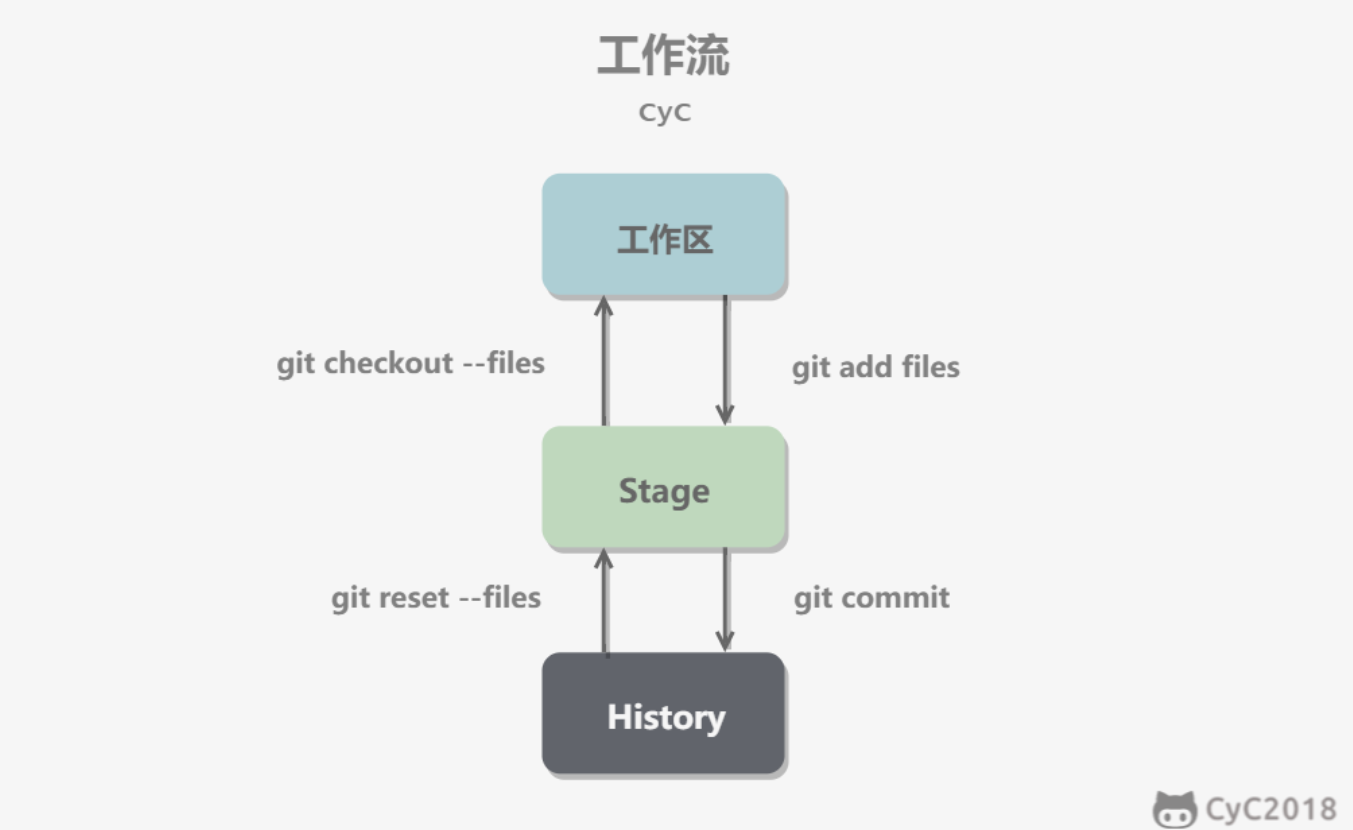 工作流
CyC
工作区
git checkout --files
git add files
Stage
git reset --files
git commit
History
CyC2018